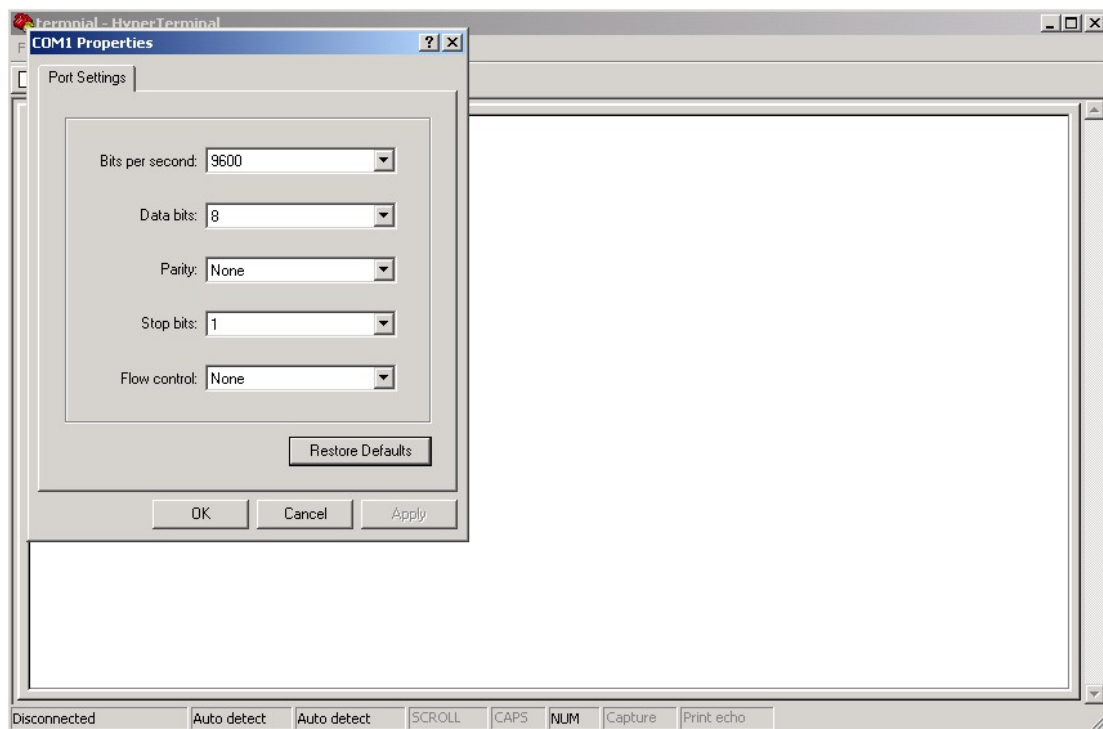 termnial - HyperTerminal
COM1 Properties
F
Port Settings
Bits per second: 9600
Data bits: 8
Parity: None
Stop bits: 1
Flow control: None
Restore Defaults
OK Cancel Apply
Disconnected Auto detect Auto detect SCROLL CAPS NUM Capture Print echo